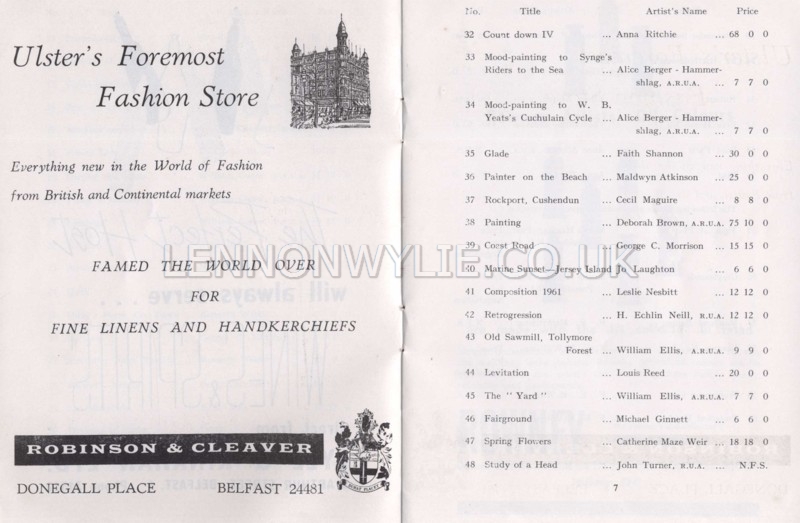 Ulster's Foremost
Fashion Store
Everything new in the World of Fashion
from British and Continental markets
FAMED THE WORLD OVER
FOR
FINE LINENS AND HANDKERCHIEFS
ROBINSON & CLEAVER
DONEGALL PLACE BELFAST 24481
No. Title Artist's Name Price
32 Count down IV ... Anna Ritchie ... 68 0 0
33 Mood-painting to Synge's
Riders to the Sea ... Alice Berger - Hammer-
shlag, A.R.U.A. ... 7 7 0
34 Mood-painting to W. B.
Yeats's Cuchulain Cycle ... Alice Berger - Hammer-
shlag, A.R.U.A. ... 7 7 0
35 Glade ... Faith Shannon ... 30 0 0
36 Painter on the Beach ... Maldwyn Atkinson ... 25 0 0
37 Rockport, Cushendun ... Cecil Maguire ... 8 8 0
38 Painting ... Deborah Brown, A.R.U.A. 75 10 0
39 Coast Road ... George C. Morrison ... 15 15 0
LENNONWYLIE.CO.UK
40 Marine Sunset—Jersey Island Jo Laughton ... 6 6 0
41 Composition 1961 ... Leslie Nesbitt ... 12 12 0
42 Retrogression ... H. Echlin Neill, R.U.A. 12 12 0
43 Old Sawmill, Tollymore
Forest ... William Ellis, A.R.U.A. 9 9 0
44 Levitation ... Louis Reed ... 20 0 0
45 The "Yard" ... William Ellis, A.R.U.A. 7 7 0
46 Fairground ... Michael Ginnett ... 6 6 0
47 Spring Flowers ... Catherine Maze Weir ... 18 18 0
48 Study of a Head ... John Turner, R.U.A. ... N.F.S.
7